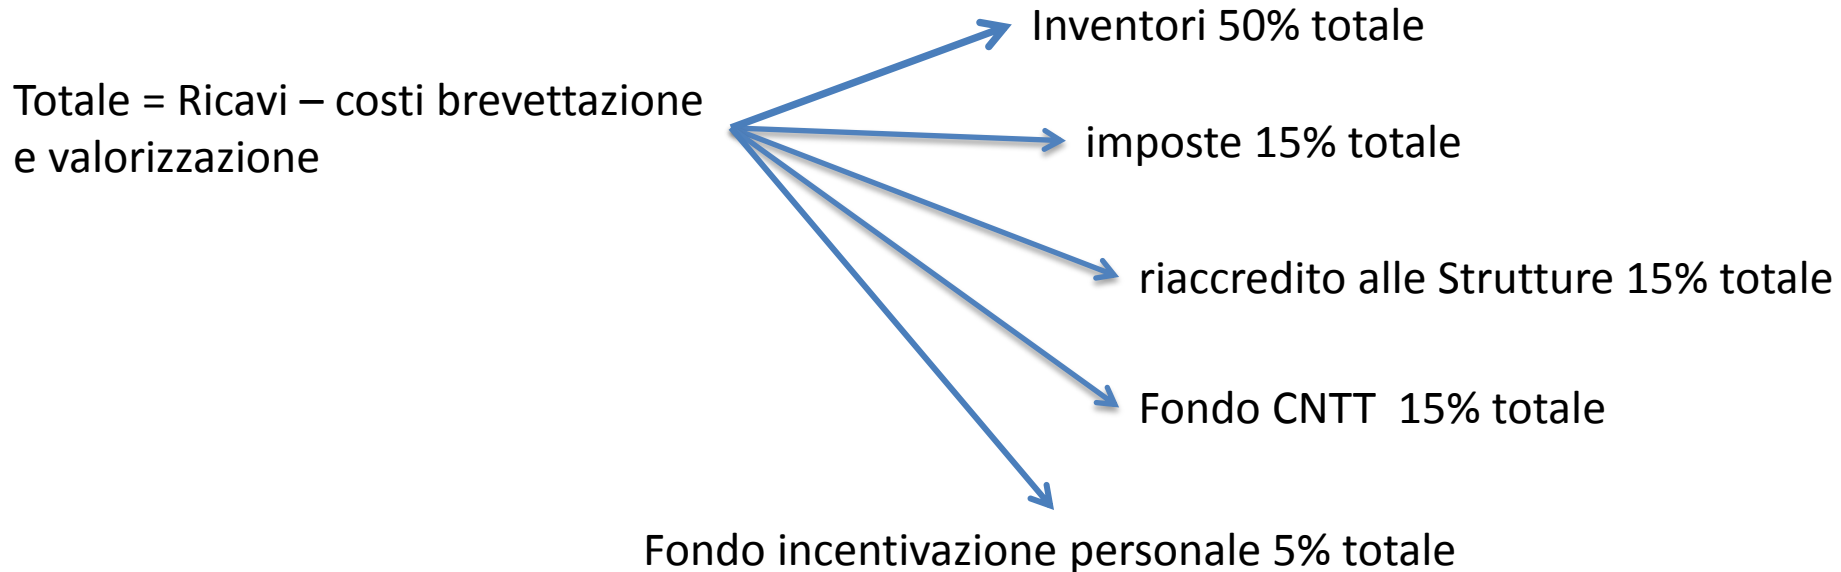 Inventori 50% totale
Totale = Ricavi – costi brevettazione
e valorizzazione
imposte 15% totale
riaccredito alle Strutture 15% totale
Fondo CNTT  15% totale
Fondo incentivazione personale 5% totale